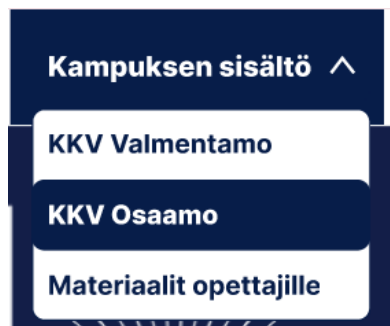 Kampuksen sisältö
KKV Valmentamo
KKV Osaamo
Materiaalit opettajille